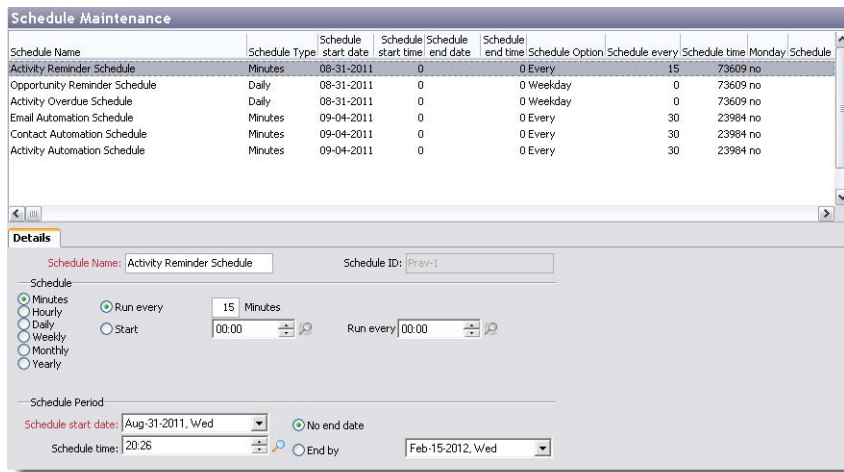 Schedule Maintenance
Schedule Name Schedule Type Schedule start date Schedule start time Schedule end date Schedule end time Schedule Option Schedule every Schedule time Monday Schedule
Activity Reminder Schedule Minutes 08-31-2011 0 0 Every 15 73609 no
Opportunity Reminder Schedule Daily 08-31-2011 0 0 Weekday 0 73609 no
Activity Overdue Schedule Daily 08-31-2011 0 0 Weekday 0 73609 no
Email Automation Schedule Minutes 09-04-2011 0 0 Every 30 23984 no
Contact Automation Schedule Minutes 09-04-2011 0 0 Every 30 23984 no
Activity Automation Schedule Minutes 09-04-2011 0 0 Every 30 23984 no
Details
Schedule Name: Activity Reminder Schedule Schedule ID: Prav-1
Schedule
Minutes
Hourly
Daily
Weekly
Monthly
Yearly
Run every 15 Minutes
Start 00:00 Run every 00:00
Schedule Period
Schedule start date: Aug-31-2011, Wed No end date
Schedule time: 20:26 End by Feb-15-2012, Wed